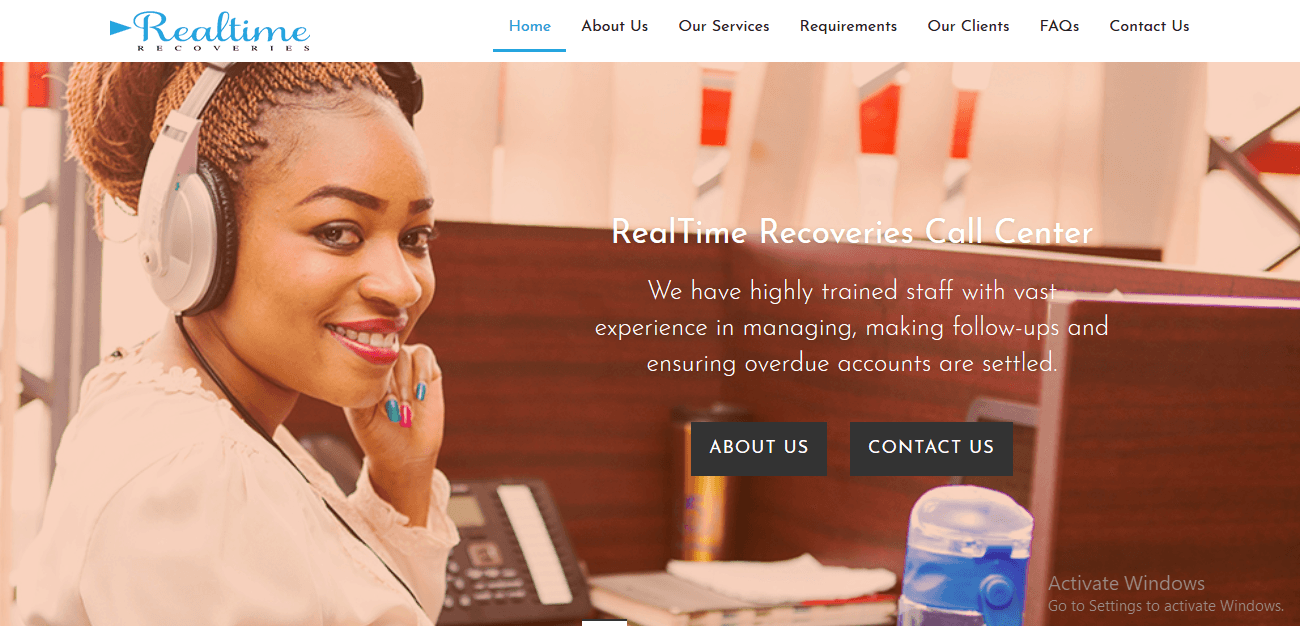 Realtime
RECOVERIES
Home About Us Our Services Requirements Our Clients FAQs Contact Us
RealTime Recoveries Call Center
We have highly trained staff with vast
experience in managing, making follow-ups and
ensuring overdue accounts are settled.
ABOUT US CONTACT US
Activate Windows
Go to Settings to activate Windows.